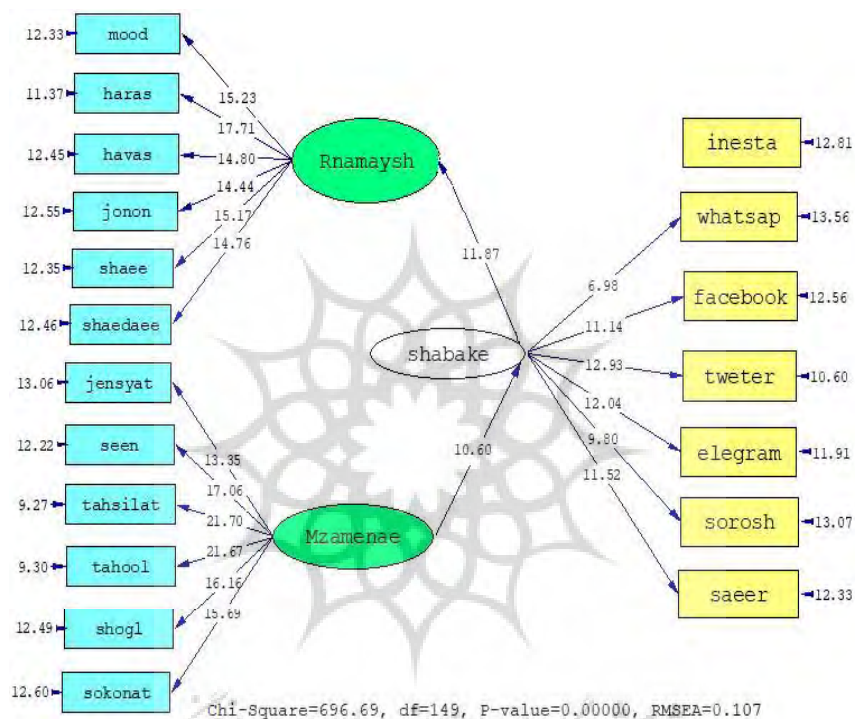 12.33 mood
15.23
11.37 haras
17.71
inesta 12.81
12.45 havas
14.80
Rnamaysh
14.44
12.55 jonon
15.17
whatsap 13.56
14.76
12.35 shaee
11.87
6.98
facebook 12.56
12.46 shaedaee
11.14
shabake
12.93
tweter 10.60
13.06 jensyat
12.04
9.80
10.60
elegram 11.91
12.22 seen
13.35
11.52
17.06
9.27 tahsilat
21.70
sorosh 13.07
Mzamenae
21.67
9.30 tahool
16.16
15.69
saeer 12.33
12.49 shogl
12.60 sokonat
Chi-Square=696.69, df=149, P-value=0.00000, RMSEA=0.107